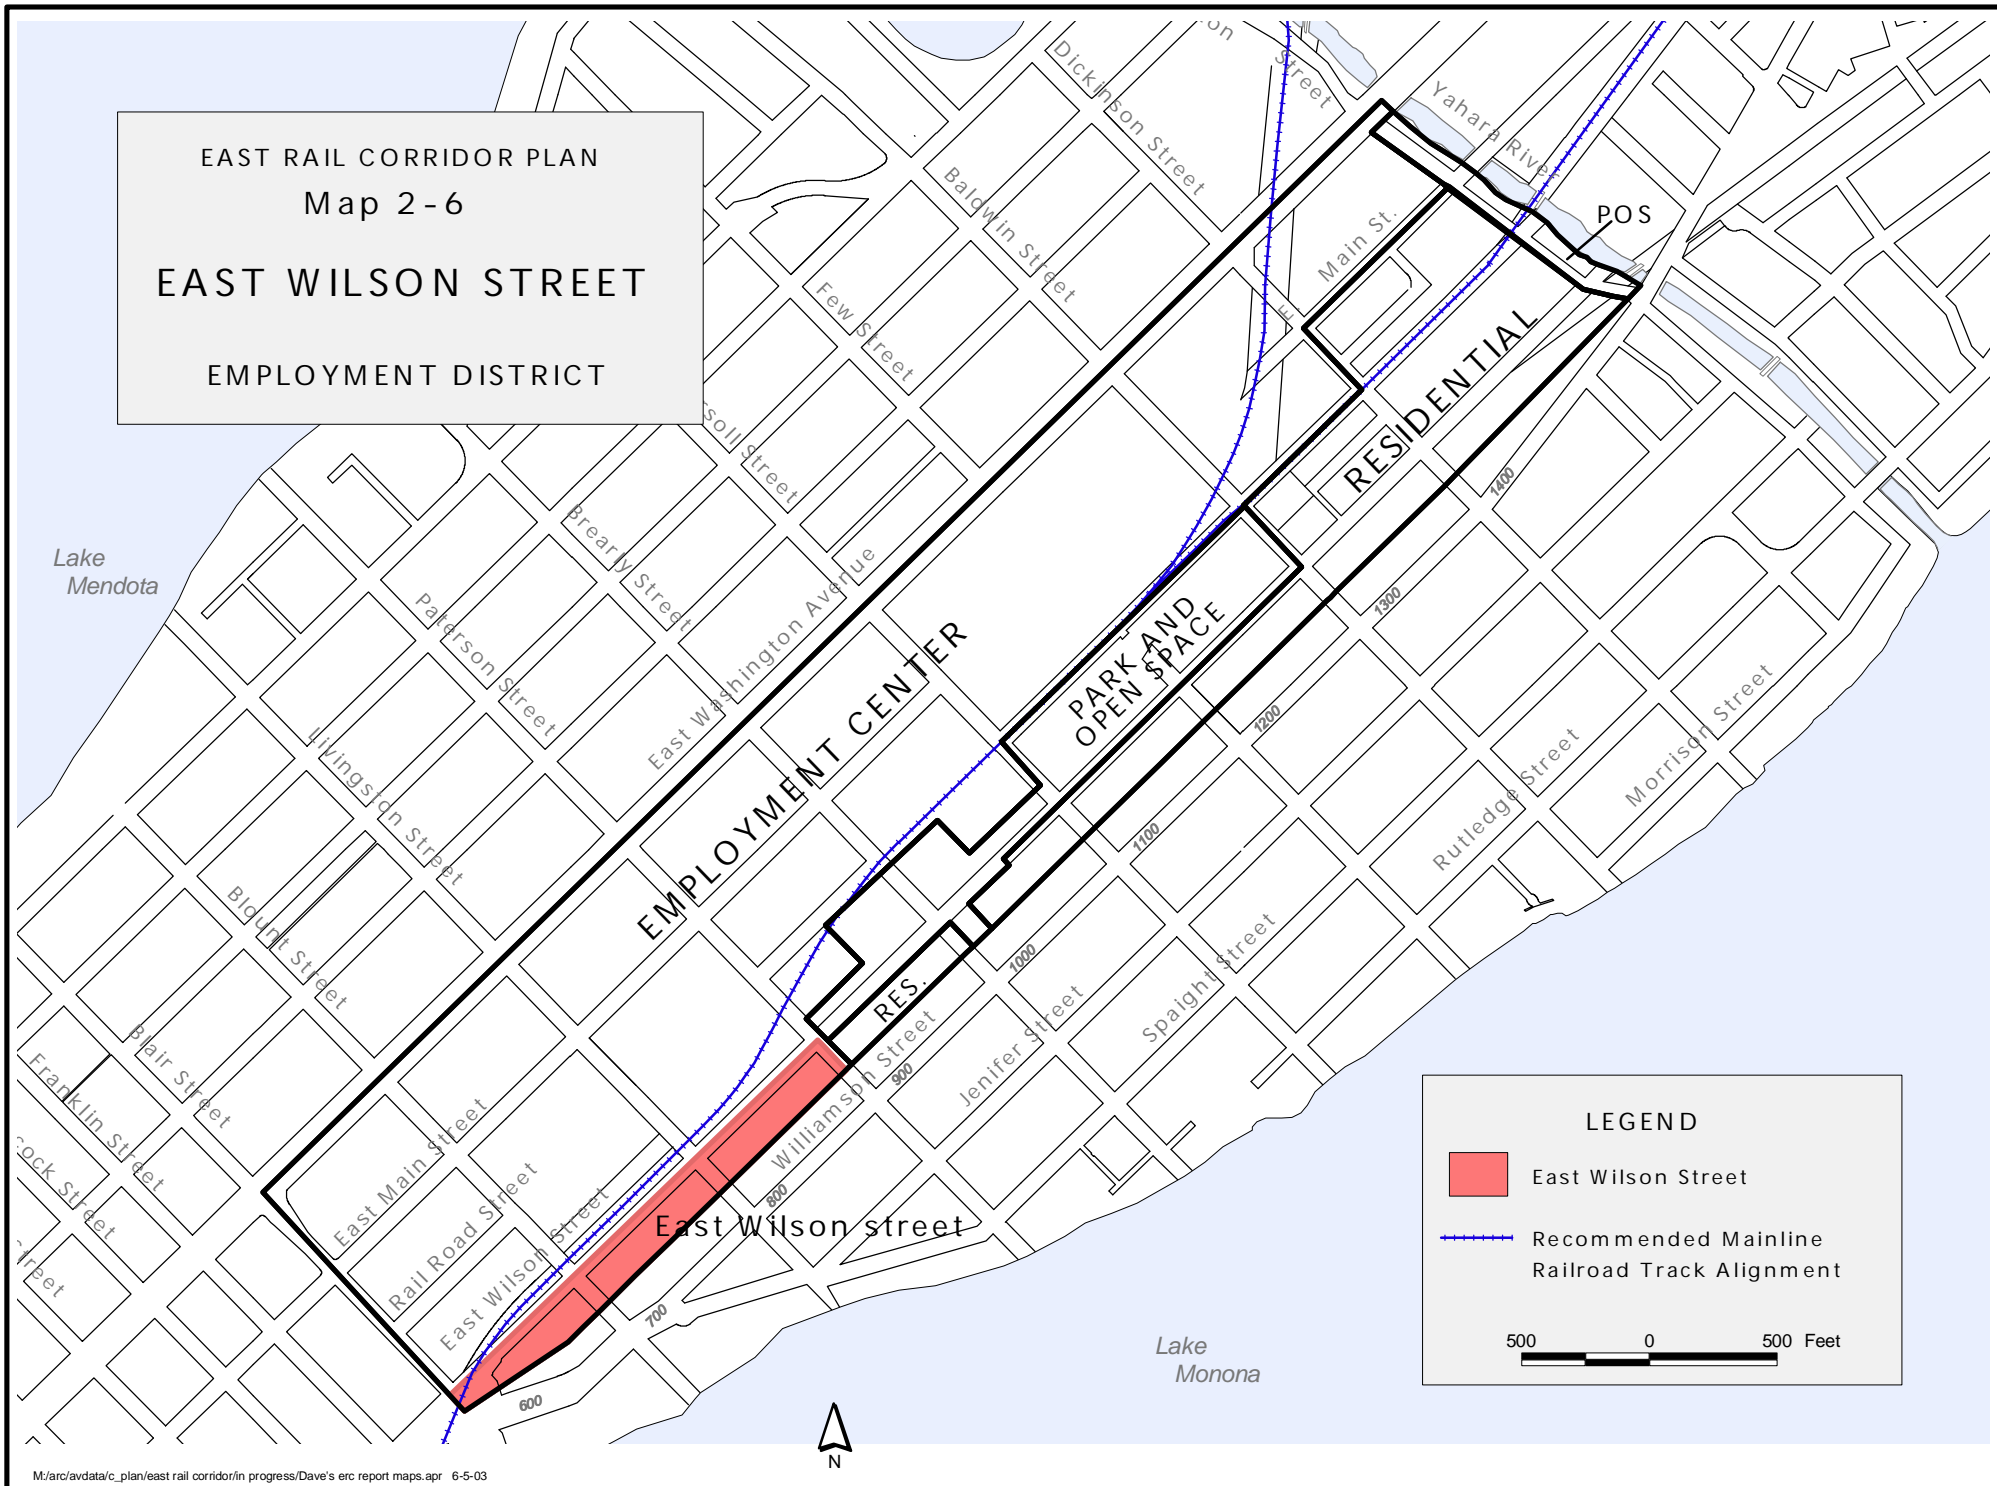 EAST RAIL CORRIDOR PLAN
Map 2-6
EAST WILSON STREET
EMPLOYMENT DISTRICT
Street
Dickinson Street
Yahara River
POS
Baldwin Street
Main St.
E
Few Street
RESIDENTIAL
Street
Brearly Street
East Washington Avenue
Paterson Street
Livingston Street
Blount Street
Blair Street
Franklin Street
Street
Lake
Mendota
EMPLOYMENT CENTER
PARK AND
OPEN SPACE
RES.
1400
1300
1200
1100
1000
900
800
700
600
Morrison Street
Rutledge Street
Spaight Street
Jenifer Street
Williamson Street
East Main Street
Rail Road Street
East Wilson Street
East Wilson street
Lake
Monona
LEGEND
East Wilson Street
Recommended Mainline
Railroad Track Alignment
500 0 500 Feet
N
M:/arc/avdata/c_plan/east rail corridor/in progress/Dave's erc report maps.apr 6-5-03